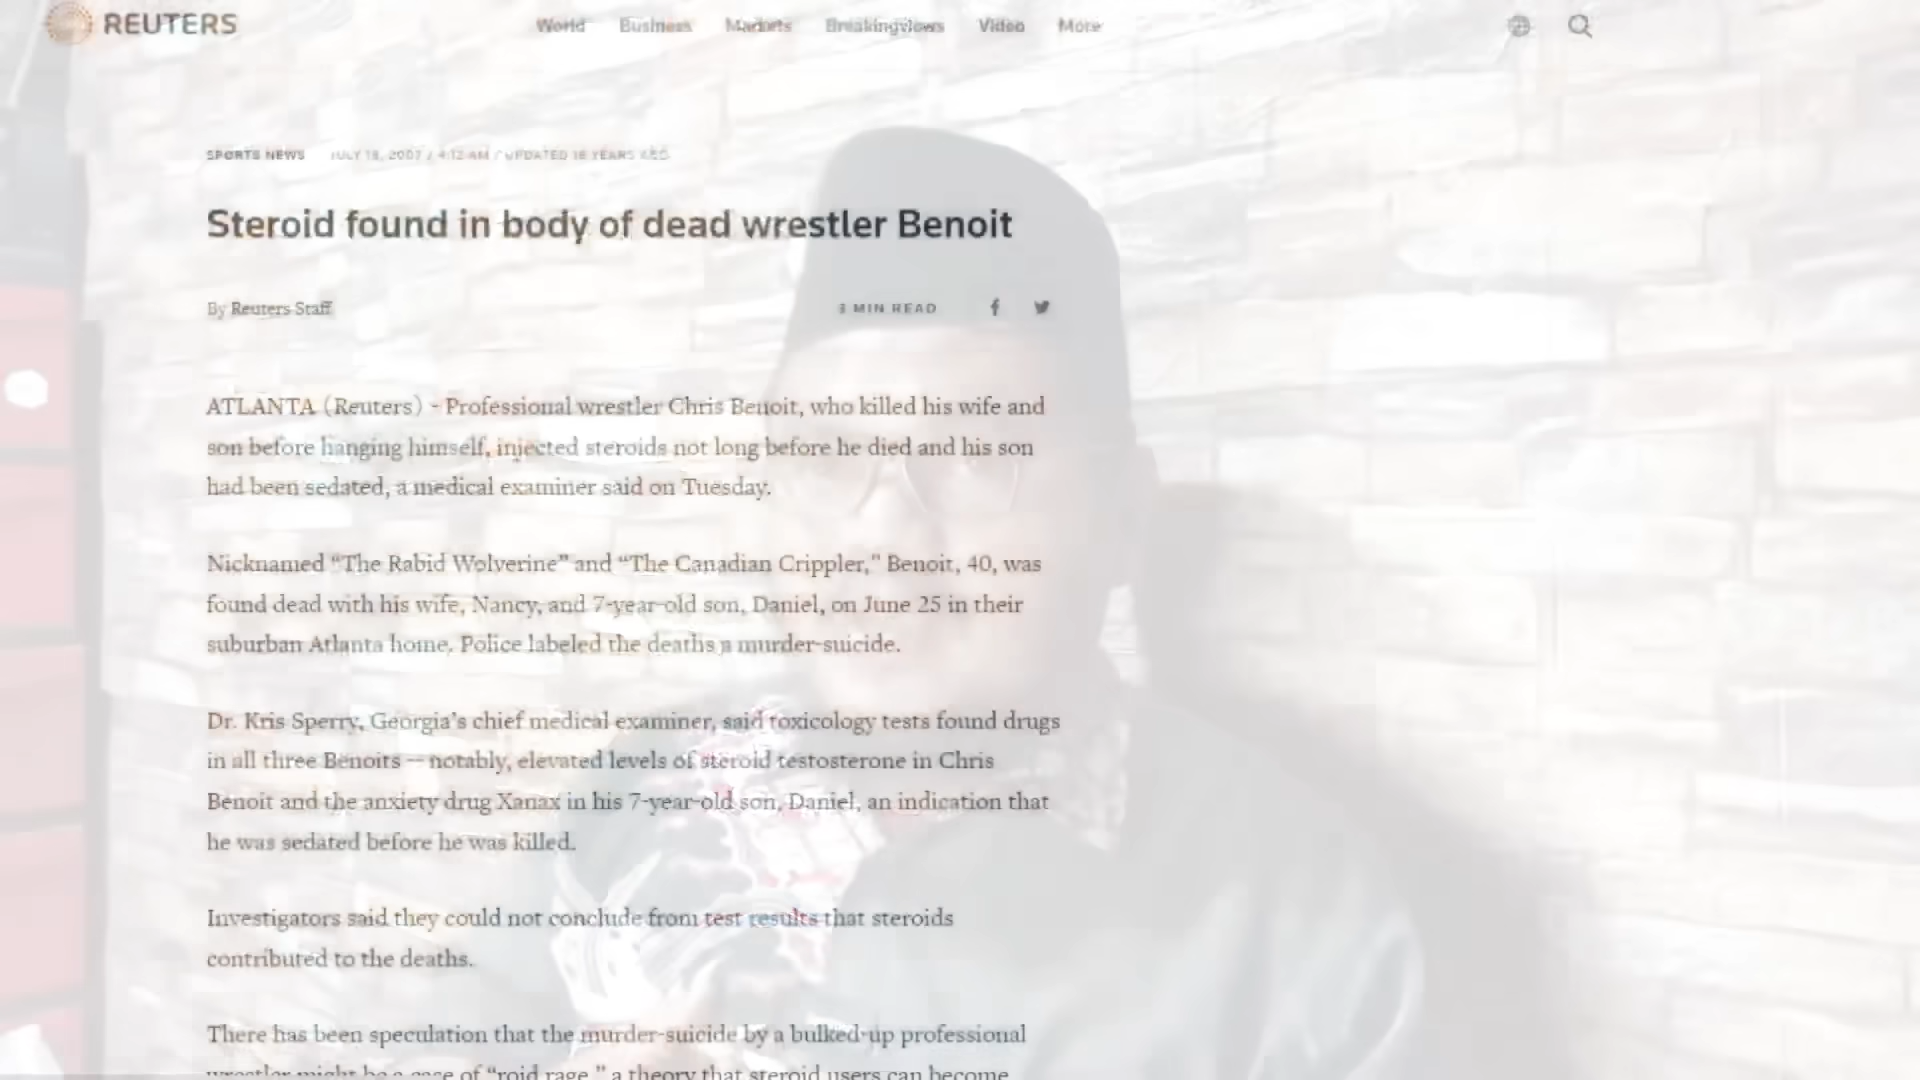 REUTERS
World Business Markets Breakingviews Video More
SPORTS NEWS JULY 18, 2007 / 4:12 AM / UPDATED 16 YEARS AGO
Steroid found in body of dead wrestler Benoit
By Reuters Staff 3 MIN READ
ATLANTA (Reuters) - Professional wrestler Chris Benoit, who killed his wife and
son before hanging himself, injected steroids not long before he died and his son
had been sedated, a medical examiner said on Tuesday.
Nicknamed “The Rabid Wolverine” and “The Canadian Crippler,” Benoit, 40, was
found dead with his wife, Nancy, and 7-year-old son, Daniel, on June 25 in their
suburban Atlanta home. Police labeled the deaths a murder-suicide.
Dr. Kris Sperry, Georgia’s chief medical examiner, said toxicology tests found drugs
in all three Benoits — notably, elevated levels of steroid testosterone in Chris
Benoit and the anxiety drug Xanax in his 7-year-old son, Daniel, an indication that
he was sedated before he was killed.
Investigators said they could not conclude from test results that steroids
contributed to the deaths.
There has been speculation that the murder-suicide by a bulked-up professional
wrestler might be a case of “roid rage,” a theory that steroid users can become